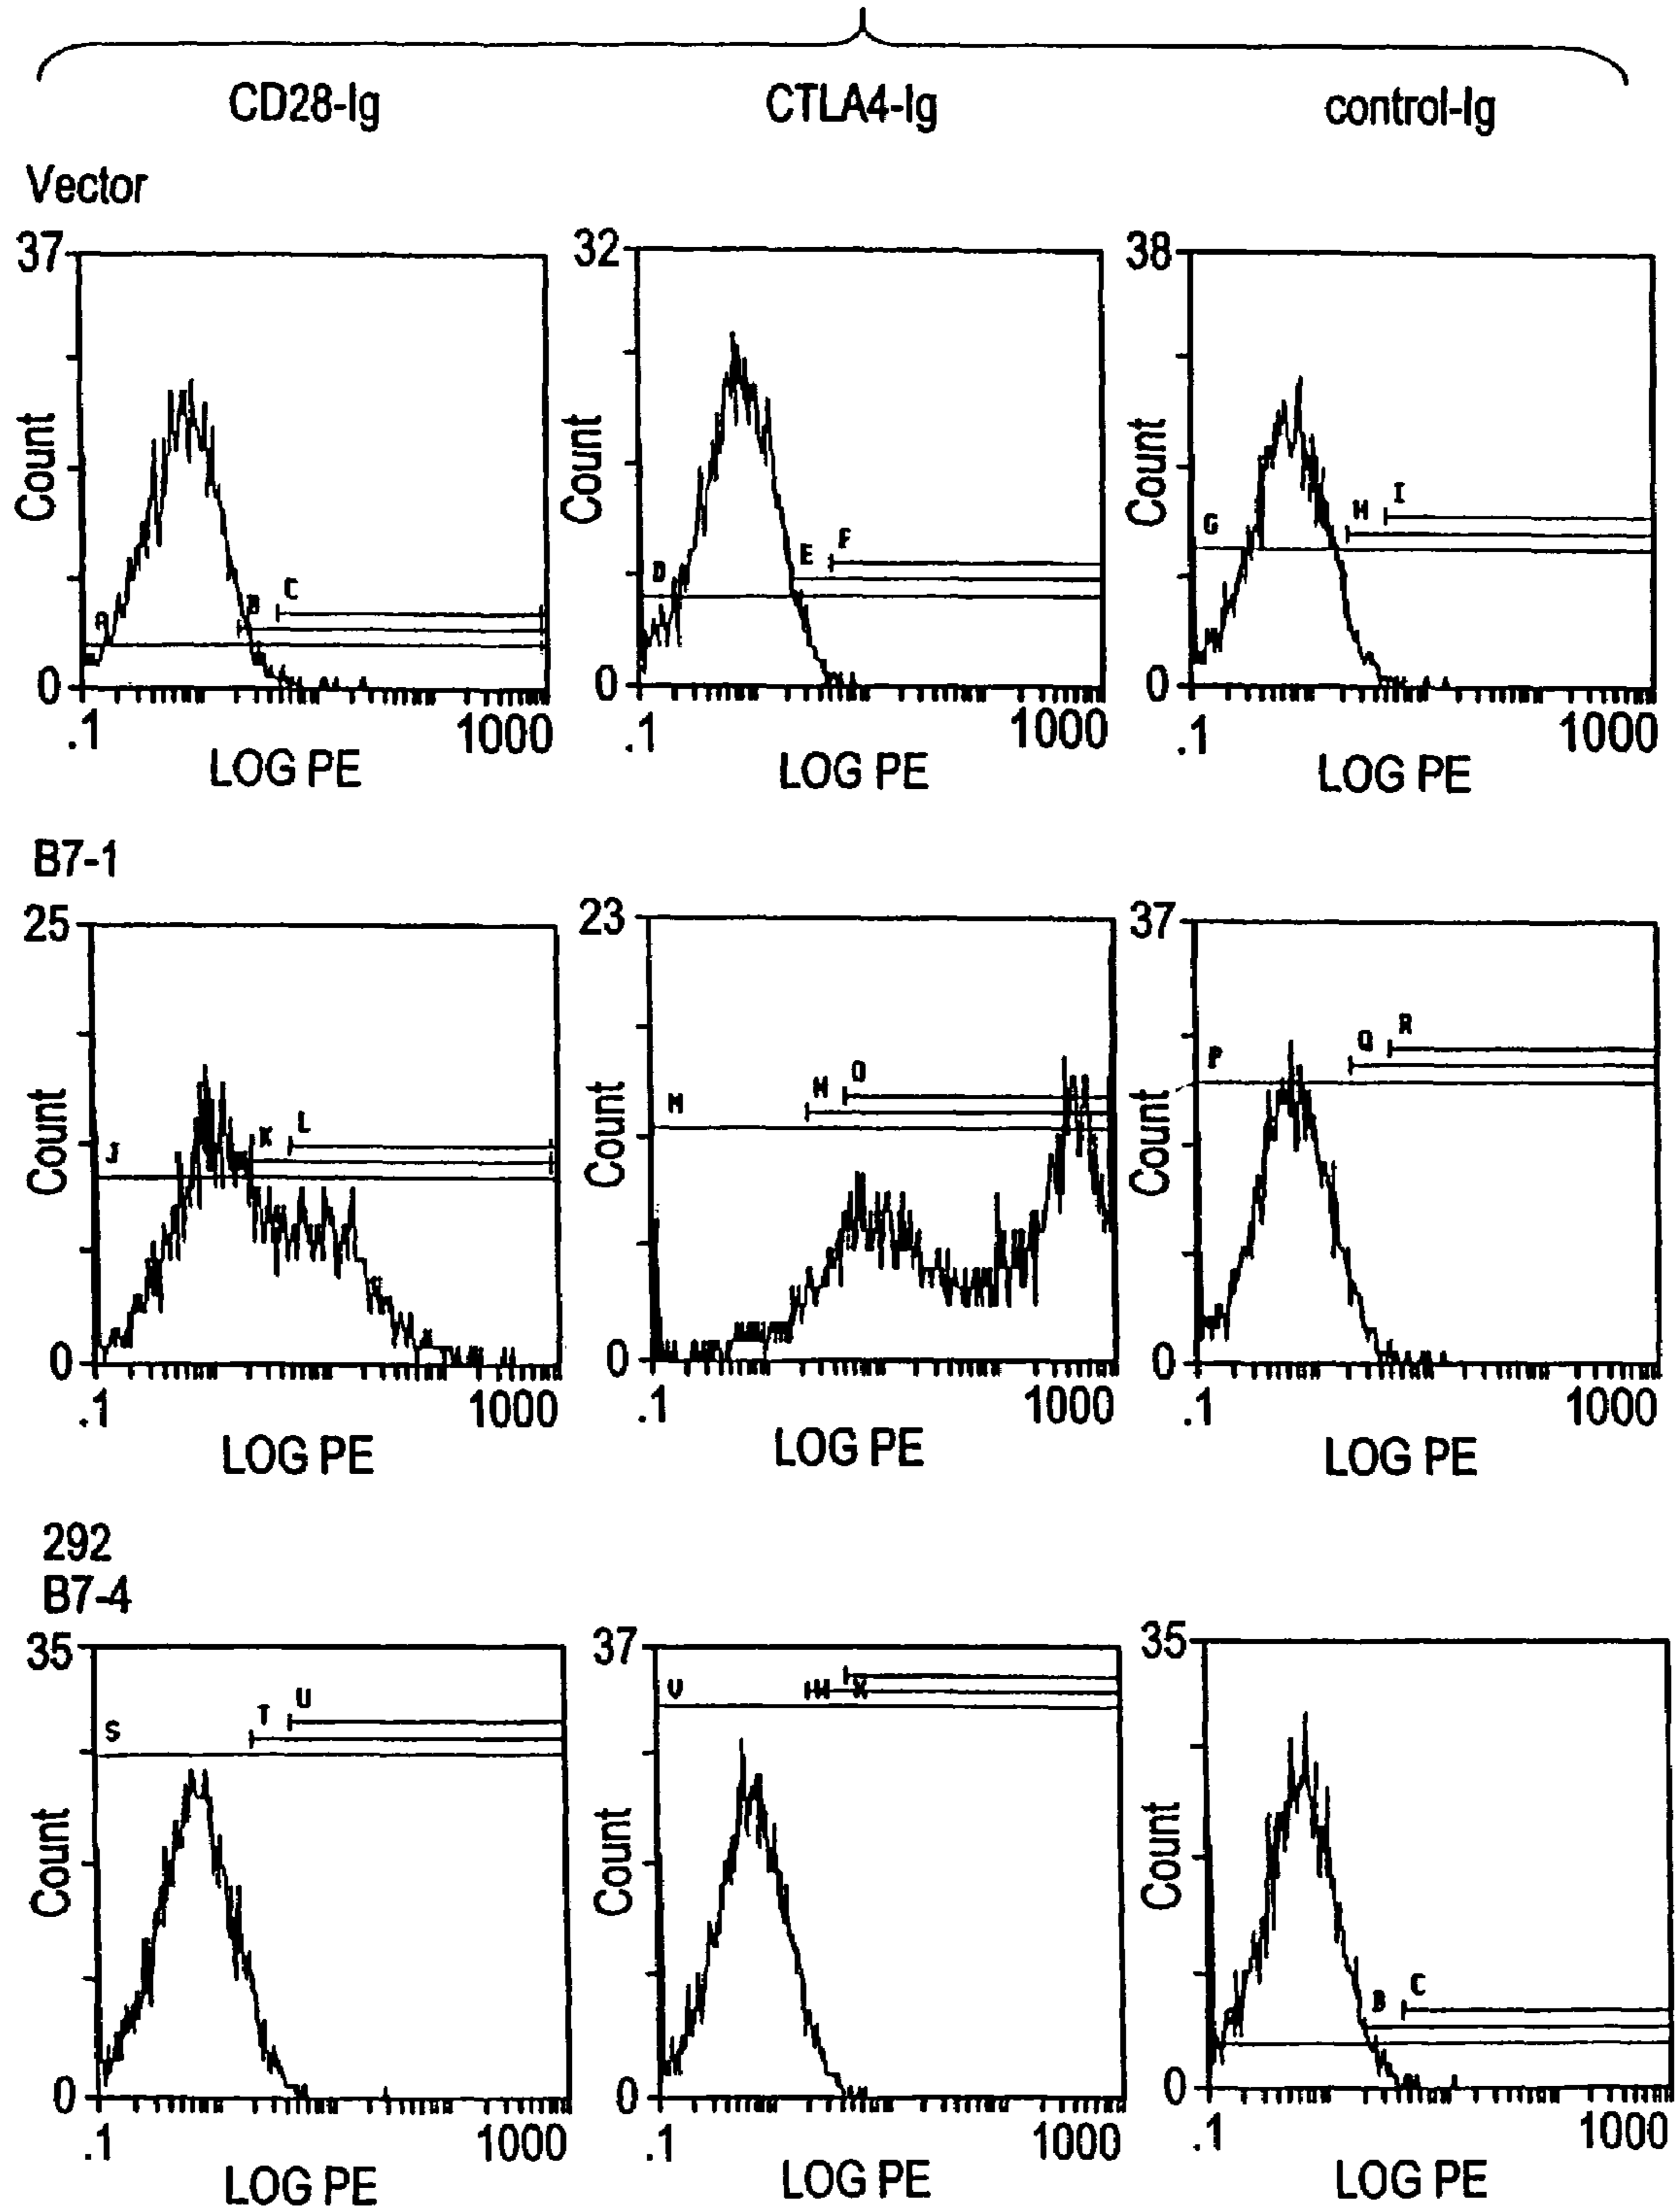 CD28-Ig CTLA4-Ig control-Ig
Vector
37 32 38
Count Count Count
A B C D E F G H I
0 0 0
.1 1000 .1 1000 .1 1000
LOG PE LOG PE LOG PE
B7-1
25 23 37
Count Count Count
J K L M N O P Q R
0 0 0
.1 1000 .1 1000 .1 1000
LOG PE LOG PE LOG PE
292
B7-4
35 37 35
Count Count Count
S T U V W X B C
0 0 0
.1 1000 .1 1000 .1 1000
LOG PE LOG PE LOG PE